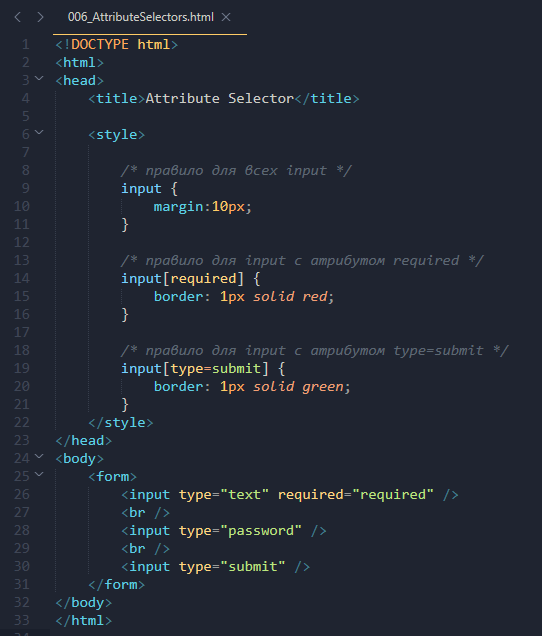 006_AttributeSelectors.html
1 <!DOCTYPE html>
2 <html>
3 <head>
4 <title>Attribute Selector</title>
5
6 <style>
7
8 /* правило для всех input */
9 input {
10 margin:10px;
11 }
12
13 /* правило для input с атрибутом required */
14 input[required] {
15 border: 1px solid red;
16 }
17
18 /* правило для input с атрибутом type=submit */
19 input[type=submit] {
20 border: 1px solid green;
21 }
22 </style>
23 </head>
24 <body>
25 <form>
26 <input type="text" required="required" />
27 <br />
28 <input type="password" />
29 <br />
30 <input type="submit" />
31 </form>
32 </body>
33 </html>